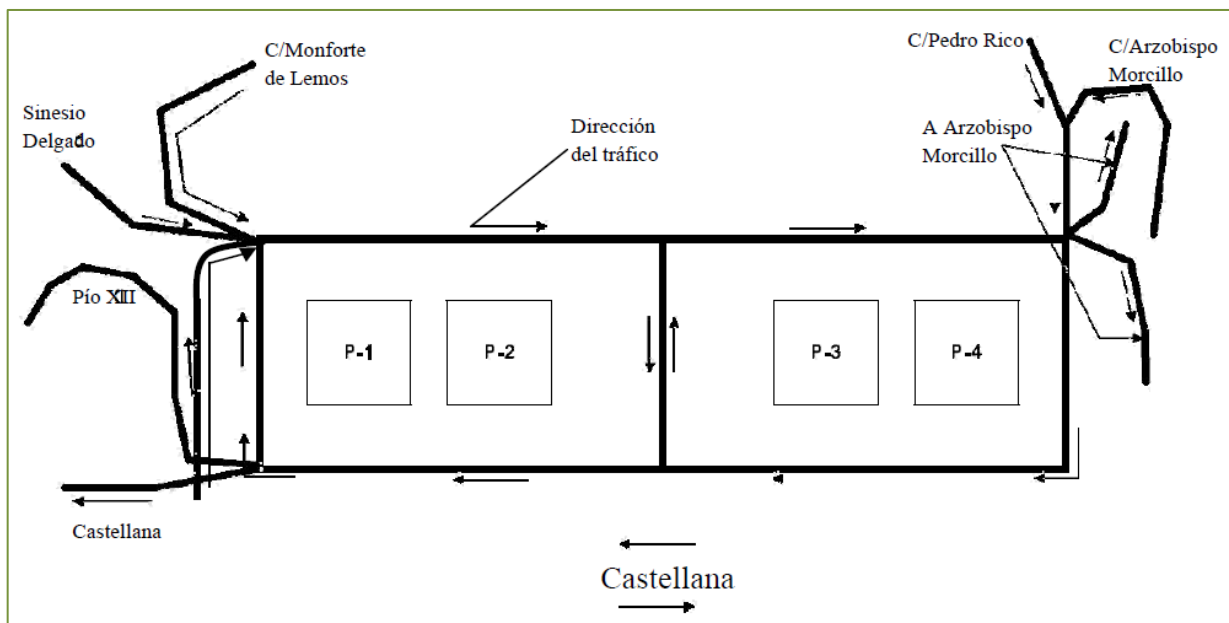 C/Monforte
de Lemos
Sinesio
Delgado
Dirección
del tráfico
C/Pedro Rico
C/Arzobispo
Morcillo
A Arzobispo
Morcillo
Pío XII
P-1
P-2
P-3
P-4
Castellana
Castellana